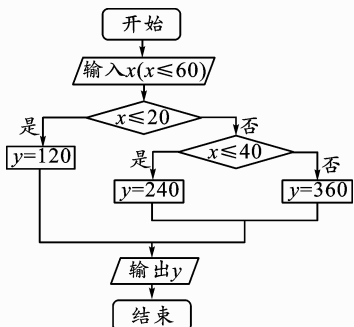 开始
输入x(x≤60)
x≤20
是
否
y=120
x≤40
是
否
y=240
y=360
输出y
结束